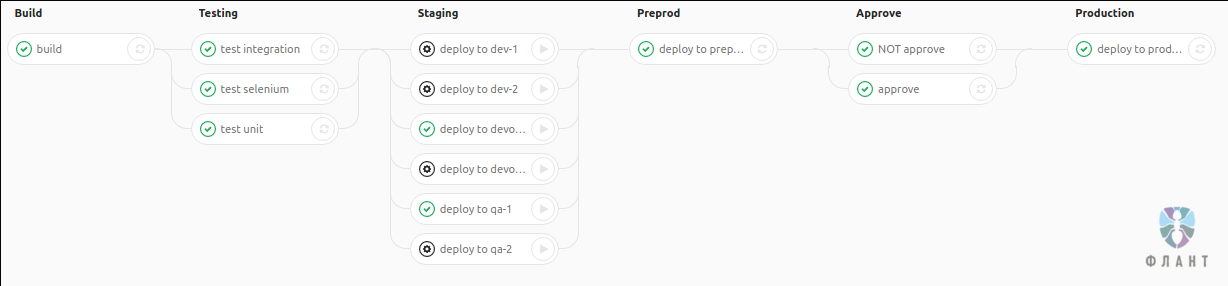 Build
Testing
Staging
Preprod
Approve
Production
build
test integration
deploy to dev-1
deploy to prep...
NOT approve
deploy to prod...
test selenium
deploy to dev-2
approve
test unit
deploy to devo...
deploy to devo...
deploy to qa-1
deploy to qa-2
ФЛАНТ